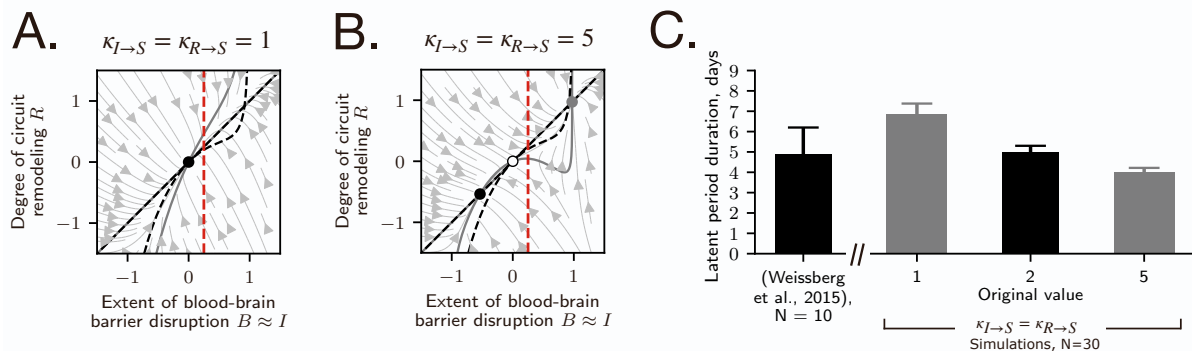 A.
κI→S = κR→S = 1
Degree of circuit
remodeling R
1
0
−1
−1
0
1
Extent of blood-brain
barrier disruption B ≈ I
B.
κI→S = κR→S = 5
Degree of circuit
remodeling R
1
0
−1
−1
0
1
Extent of blood-brain
barrier disruption B ≈ I
C.
Latent period duration, days
9
8
7
6
5
4
3
2
1
0
(Weissberg
et al., 2015),
N = 10
//
1
2
5
Original value
κI→S = κR→S
Simulations, N=30